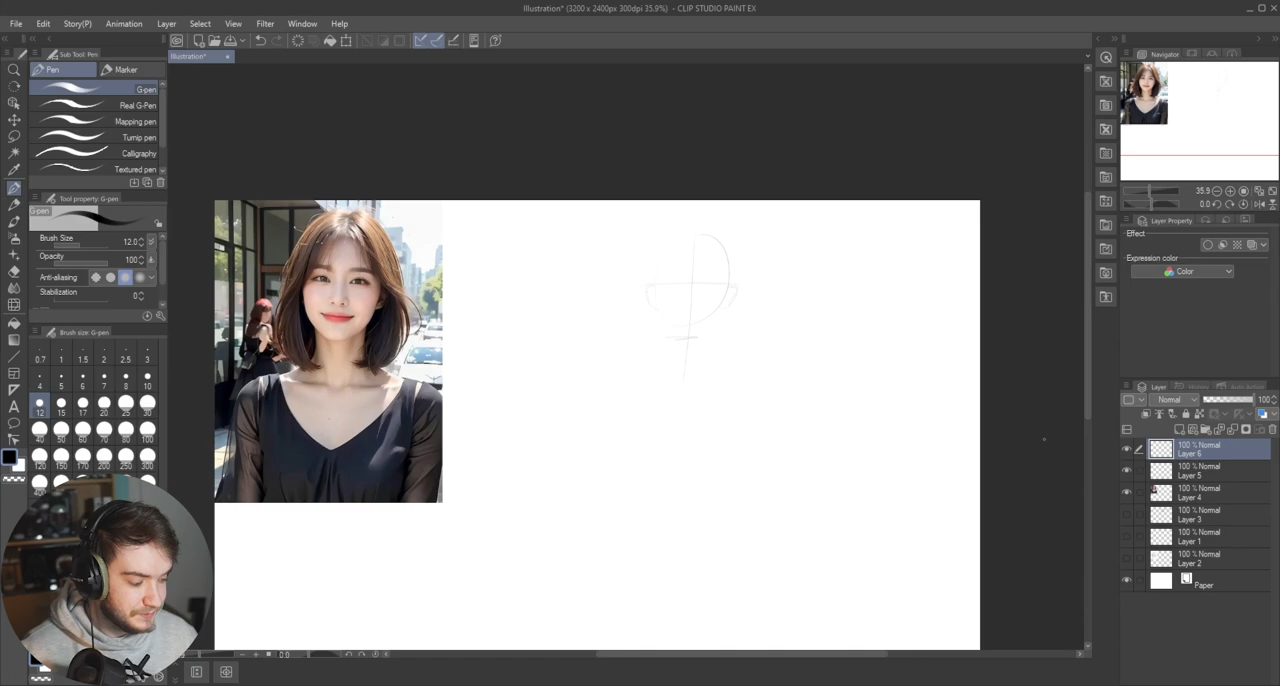 Illustration* (3200 x 2400px 300dpi 35.9%) - CLIP STUDIO PAINT EX
File Edit Story(P) Animation Layer Select View Filter Window Help
Sub Tool: Pen
Pen Marker
G-pen
Real G-Pen
Mapping pen
Turnip pen
Calligraphy
Textured pen
Tool property: G-pen
G-pen
Brush Size 12.0
Opacity 100
Anti-aliasing
Stabilization 0
Brush size: G-pen
0.7 1 1.5 2 2.5 3
4 5 6 7 8 10
12 15 17 20 25 30
40 50 60 70 80 100
120 150 170 200 250 300
Illustration*
Navigator
35.9
0.0
Layer Property
Effect
Expression color
Color
Layer History Auto Action
Normal 100
100 % Normal
Layer 6
100 % Normal
Layer 5
100 % Normal
Layer 4
100 % Normal
Layer 3
100 % Normal
Layer 1
100 % Normal
Layer 2
Paper